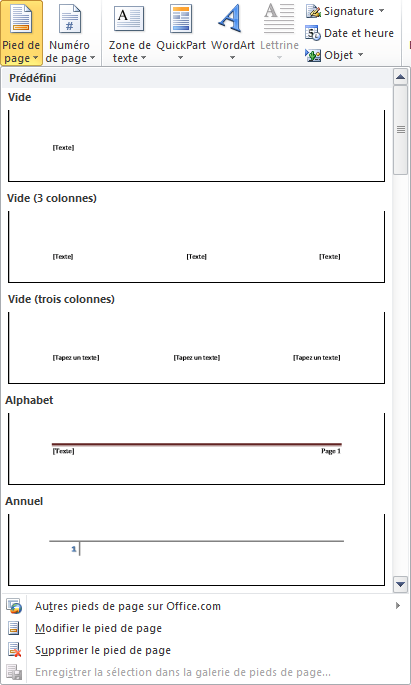 Pied de page
Numéro de page
Zone de texte
QuickPart
WordArt
Lettrine
Signature
Date et heure
Objet
Prédéfini
Vide
[Texte]
Vide (3 colonnes)
[Texte] [Texte] [Texte]
Vide (trois colonnes)
[Tapez un texte] [Tapez un texte] [Tapez un texte]
Alphabet
[Texte] Page 1
Annuel
1
Autres pieds de page sur Office.com
Modifier le pied de page
Supprimer le pied de page
Enregistrer la sélection dans la galerie de pieds de page...